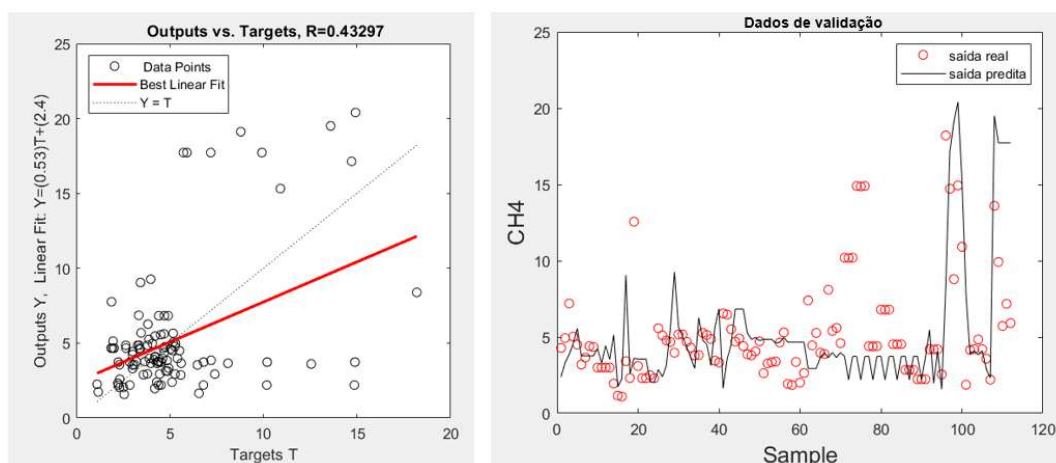 Outputs vs. Targets, R=0.43297
Data Points
Best Linear Fit
Y = T
25
20
15
10
5
0
0
5
10
15
20
Outputs Y, Linear Fit: Y=(0.53)T+(2.4)
Targets T
Dados de validação
saida real
saida predita
25
20
15
10
5
0
0
20
40
60
80
100
120
CH4
Sample